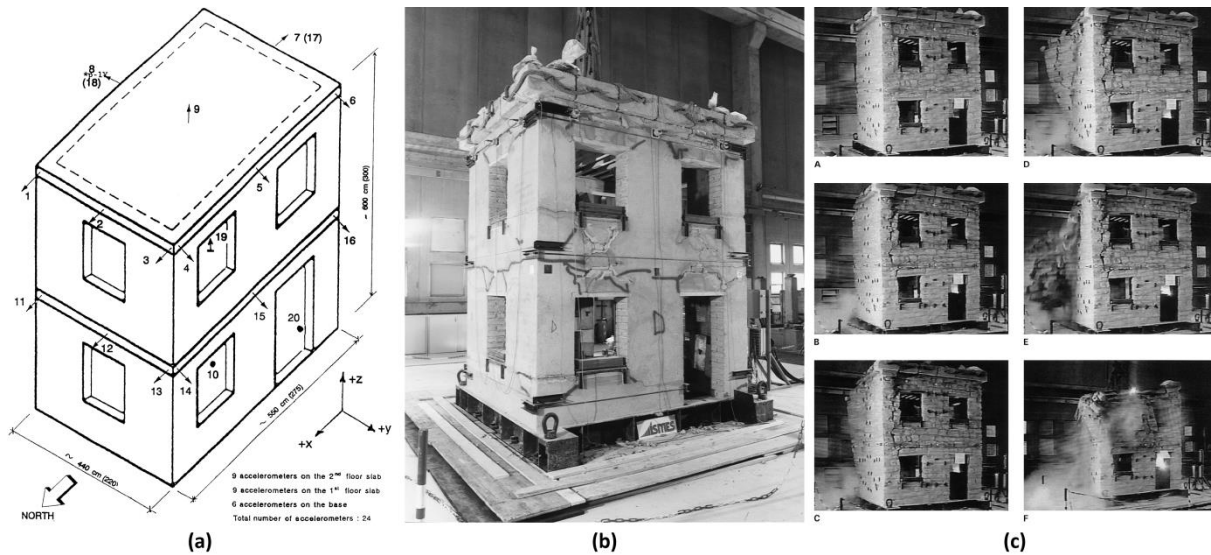 7 (17)
8
(18)
9
6
5
1
2
19
16
3
4
11
15
20
12
10
13
14
~ 600 cm (300)
~ 550 cm (275)
~ 440 cm (220)
+z
+x
+y
NORTH
9 accelerometers on the 2nd floor slab
9 accelerometers on the 1st floor slab
6 accelerometers on the base
Total number of accelerometers : 24
(a)
ISMES
(b)
A
D
B
E
C
F
(c)